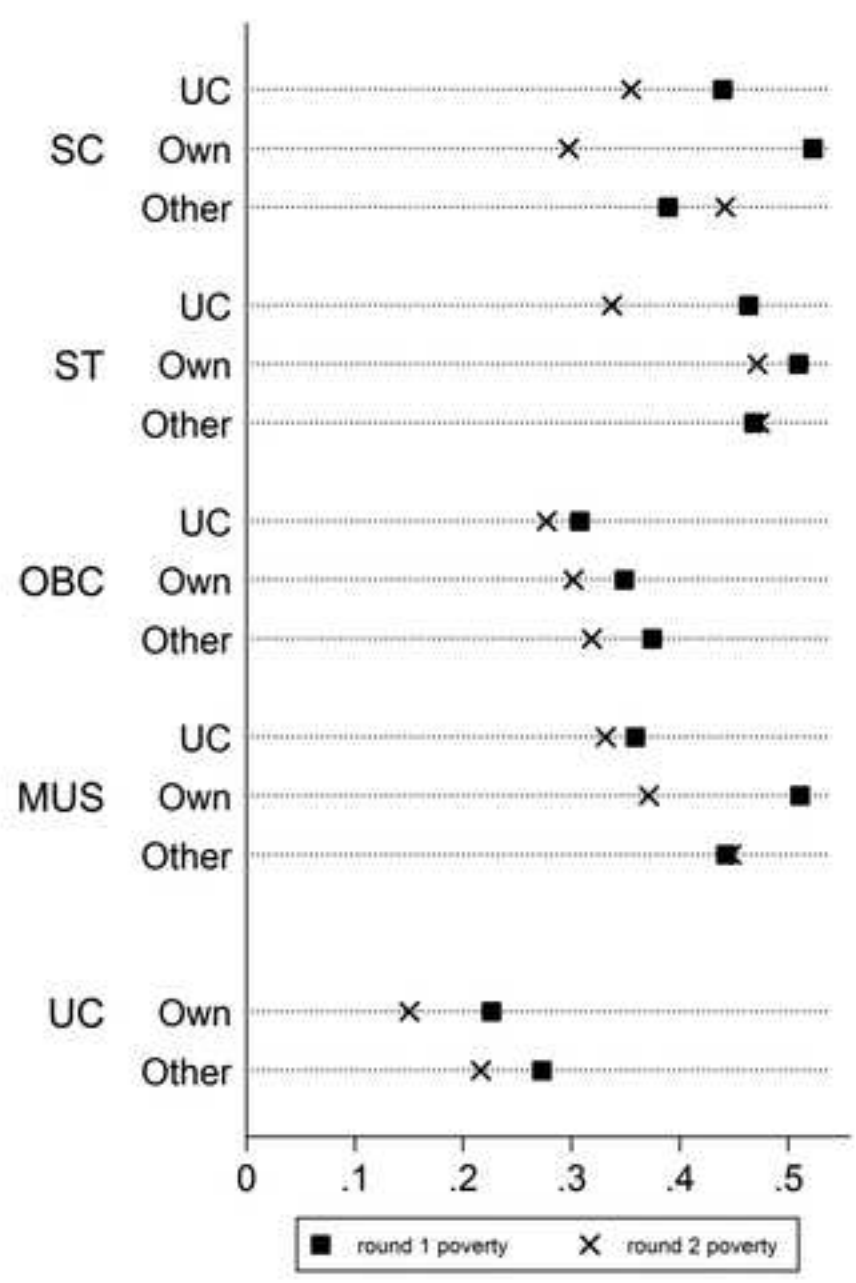 UC
SC Own
Other
UC
ST Own
Other
UC
OBC Own
Other
UC
MUS Own
Other
UC Own
Other
0 .1 .2 .3 .4 .5
round 1 poverty round 2 poverty